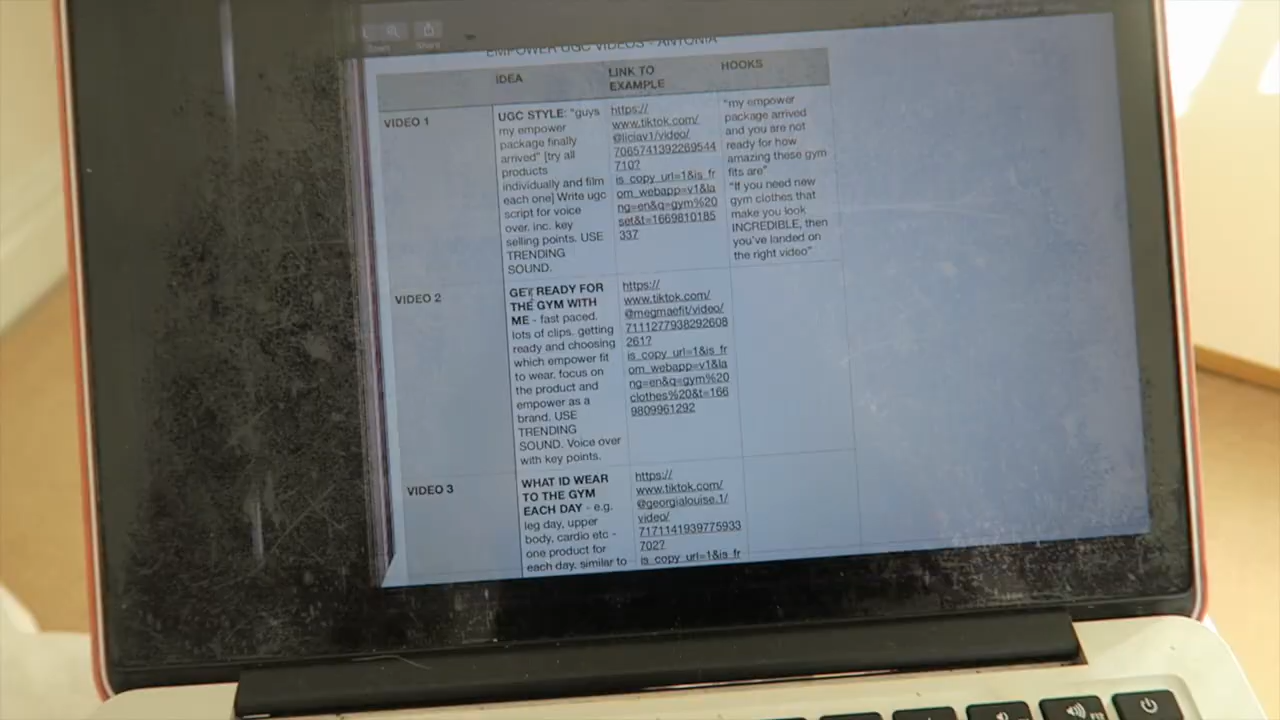 Share
EMPOWER UGC VIDEOS - ANTONIA
IDEA
LINK TO
EXAMPLE
HOOKS
VIDEO 1
UGC STYLE: "guys
my empower
package finally
arrived" [try all
products
individually and film
each one] Write ugc
script for voice
over. inc. key
selling points. USE
TRENDING
SOUND.
https://
www.tiktok.com/
@liciav1/video/
7065741392269544
710?
is_copy_url=1&is_fr
om_webapp=v1&la
ng=en&q=gym%20
set&t=1669810185
337
"my empower
package arrived
and you are not
ready for how
amazing these gym
fits are"
"If you need new
gym clothes that
make you look
INCREDIBLE, then
you've landed on
the right video"
VIDEO 2
GET READY FOR
THE GYM WITH
ME - fast paced.
lots of clips. getting
ready and choosing
which empower fit
to wear. focus on
the product and
empower as a
brand. USE
TRENDING
SOUND. Voice over
with key points.
https://
www.tiktok.com/
@megmaefit/video/
7111277938292608
261?
is_copy_url=1&is_fr
om_webapp=v1&la
ng=en&q=gym%20
clothes%20&t=166
9809961292
VIDEO 3
WHAT ID WEAR
TO THE GYM
EACH DAY - e.g.
leg day, upper
body, cardio etc -
one product for
each day. similar to
https://
www.tiktok.com/
@georgialouise.1/
video/
7171141939775933
702?
is_copy_url=1&is_fr